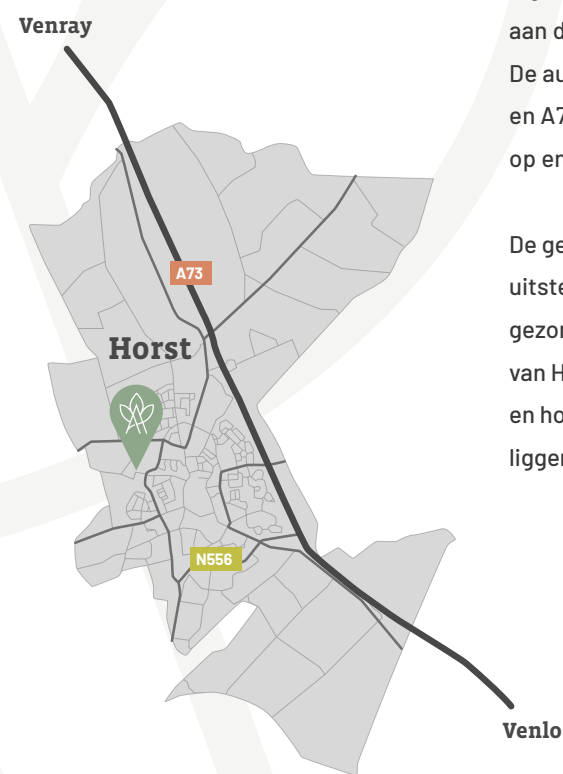 Venray
aan d
De au
en A7
op en
De ge
uitste
gezon
van H
en ho
ligger
A73
Horst
N556
Venlo